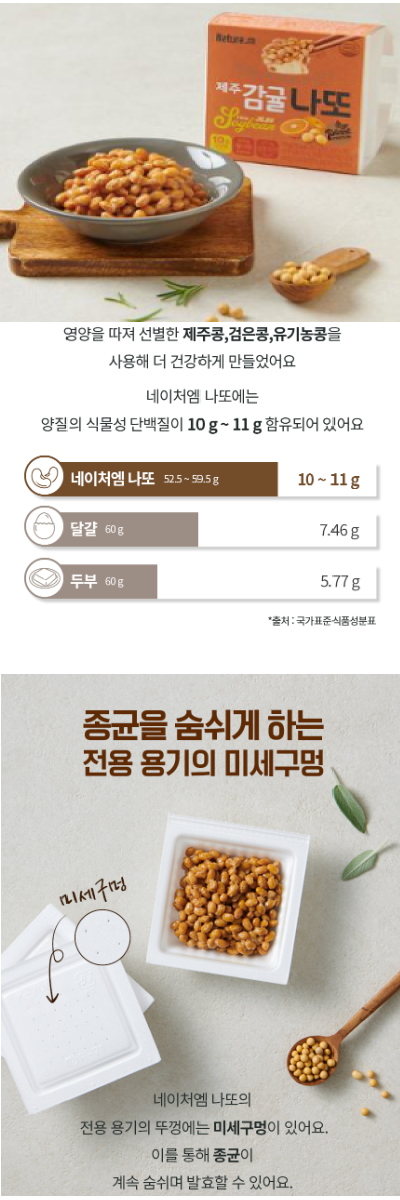 Nature.m
제주 감귤 나또
Soybean
영양을 따져 선별한 제주콩,검은콩,유기농콩을
사용해 더 건강하게 만들었어요
네이처엠 나또에는
양질의 식물성 단백질이 10 g ~ 11 g 함유되어 있어요
네이처엠 나또 52.5 ~ 59.5 g 10 ~ 11 g
달걀 60 g 7.46 g
두부 60 g 5.77 g
*출처 : 국가표준식품성분표
종균을 숨쉬게 하는
전용 용기의 미세구멍
미세구멍
네이처엠 나또의
전용 용기의 뚜껑에는 미세구멍이 있어요.
이를 통해 종균이
계속 숨쉬며 발효할 수 있어요.